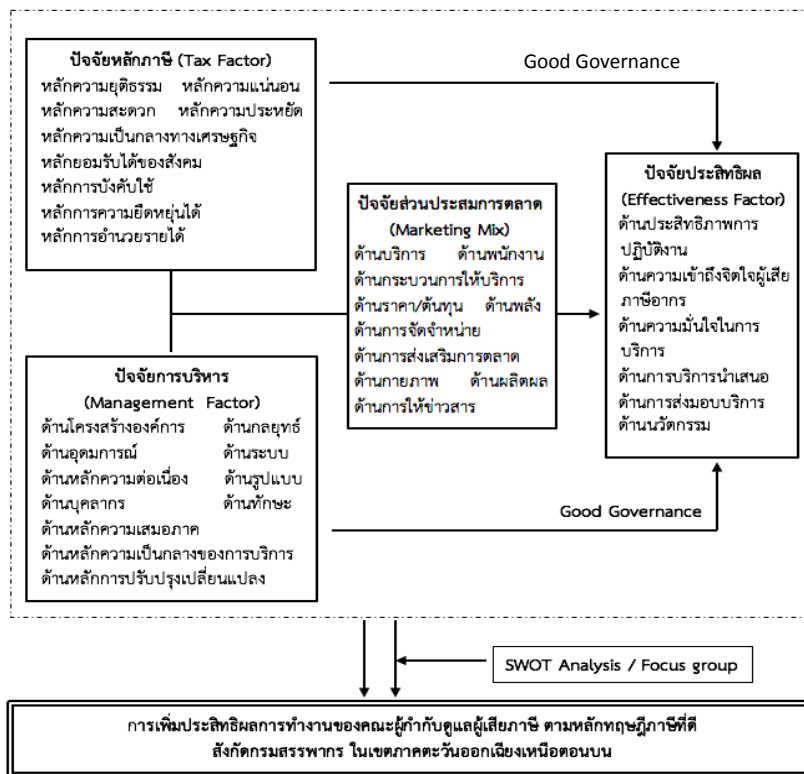 ปัจจัยหลักภาษี (Tax Factor)
หลักความยุติธรรม หลักความแน่นอน
หลักความสะดวก หลักความประหยัด
หลักความเป็นกลางทางเศรษฐกิจ
หลักยอมรับได้ของสังคม
หลักการบังคับใช้
หลักการความยืดหยุ่นได้
หลักการอำนวยรายได้
Good Governance
ปัจจัยส่วนประสมการตลาด
(Marketing Mix)
ด้านบริการ ด้านพนักงาน
ด้านกระบวนการให้บริการ
ด้านราคา/ต้นทุน ด้านพลัง
ด้านการจัดจำหน่าย
ด้านการส่งเสริมการตลาด
ด้านกายภาพ ด้านผลิตผล
ด้านการให้ข่าวสาร
ปัจจัยประสิทธิผล
(Effectiveness Factor)
ด้านประสิทธิภาพการ
ปฏิบัติงาน
ด้านความเข้าถึงจิตใจผู้เสีย
ภาษีอากร
ด้านความมั่นใจในการ
บริการ
ด้านการบริการนำเสนอ
ด้านการส่งมอบบริการ
ด้านนวัตกรรม
ปัจจัยการบริหาร
(Management Factor)
ด้านโครงสร้างองค์การ ด้านกลยุทธ์
ด้านอุดมการณ์ ด้านระบบ
ด้านหลักความต่อเนื่อง ด้านรูปแบบ
ด้านบุคลากร ด้านทักษะ
ด้านหลักความเสมอภาค
ด้านหลักความเป็นกลางของการบริการ
ด้านหลักการปรับปรุงเปลี่ยนแปลง
Good Governance
SWOT Analysis / Focus group
การเพิ่มประสิทธิผลการทำงานของคณะผู้กำกับดูแลผู้เสียภาษี ตามหลักทฤษฎีภาษีที่ดี
สังกัดกรมสรรพากร ในเขตภาคตะวันออกเฉียงเหนือตอนบน